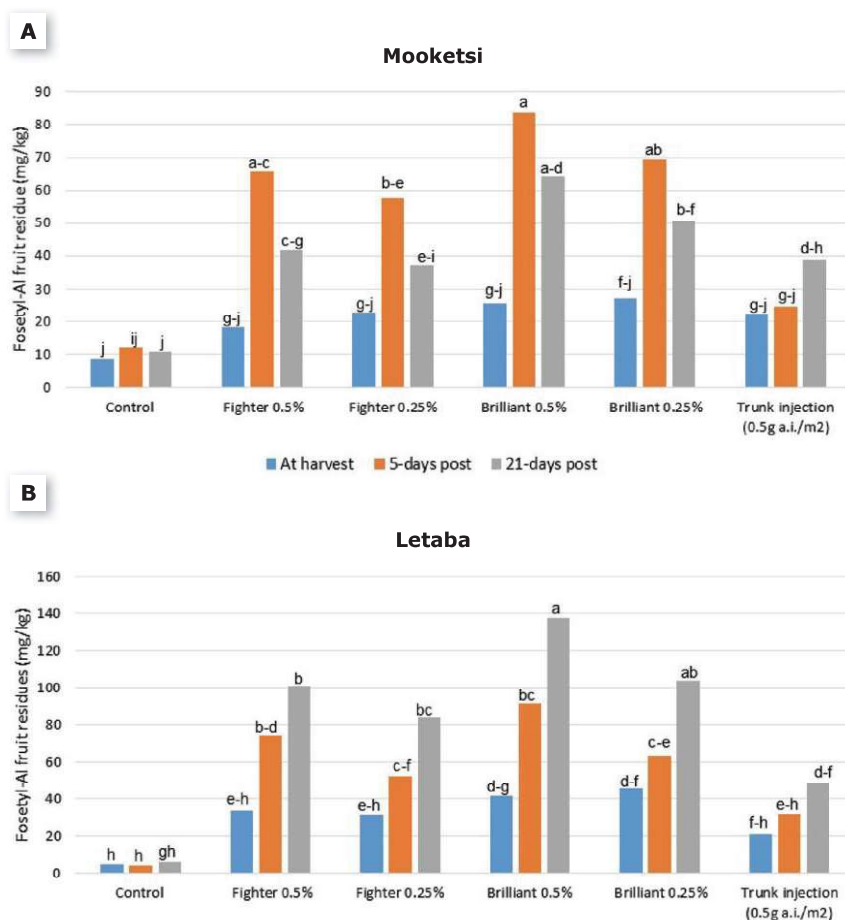 A
Mooketsi
Fosetyl-Al fruit residue (mg/kg)
90
80
70
60
50
40
30
20
10
0
j
ij
j
g-j
a-c
c-g
g-j
b-e
e-i
g-j
a
a-d
f-j
ab
b-f
g-j
g-j
d-h
Control
Fighter 0.5%
Fighter 0.25%
Brilliant 0.5%
Brilliant 0.25%
Trunk injection
(0.5g a.i./m2)
At harvest
5-days post
21-days post
B
Letaba
Fosetyl-Al fruit residues (mg/kg)
160
140
120
100
80
60
40
20
0
h
h
gh
e-h
b-d
b
e-h
c-f
bc
d-g
bc
a
d-f
c-e
ab
f-h
e-h
d-f
Control
Fighter 0.5%
Fighter 0.25%
Brilliant 0.5%
Brilliant 0.25%
Trunk injection
(0.5g a.i./m2)